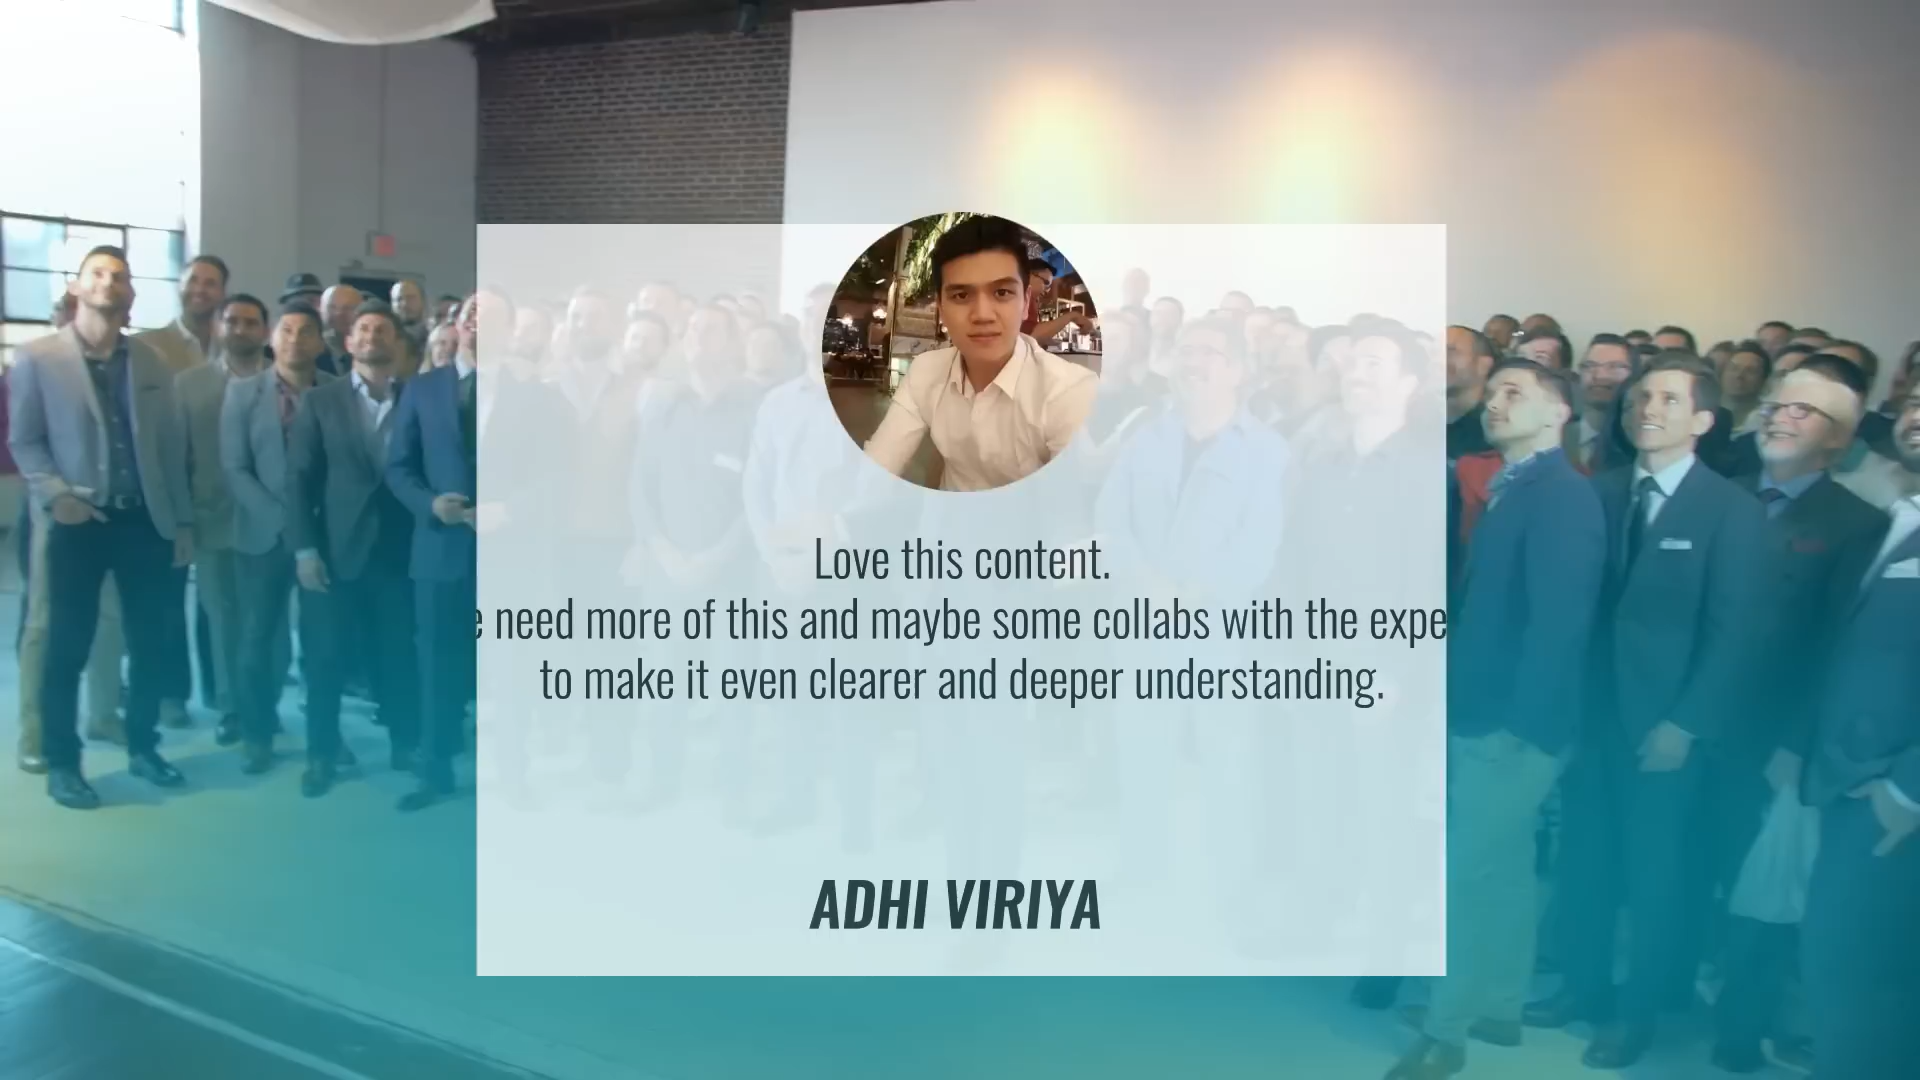 Love this content.
need more of this and maybe some collabs with the
to make it even clearer and deeper understanding.
ADHI VIRIYA